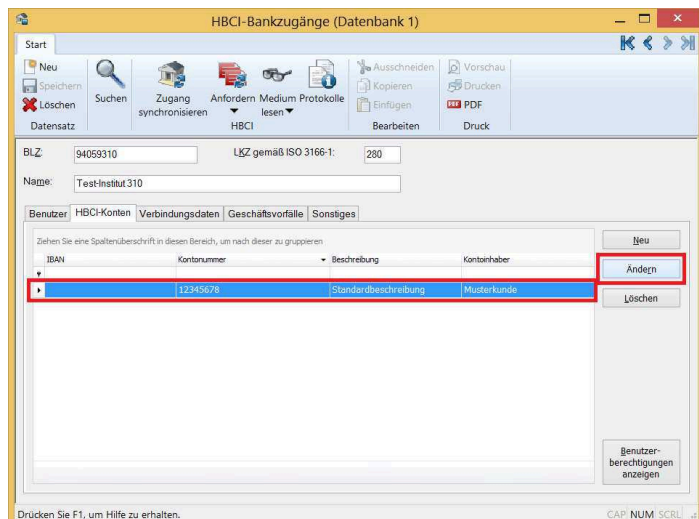 HBCI-Bankzugänge (Datenbank 1)
Start
Neu
Speichern
Löschen
Datensatz
Suchen
Zugang synchronisieren
Anfordern
Medium lesen
Protokolle
HBCI
Ausschneiden
Kopieren
Einfügen
Bearbeiten
Vorschau
Drucken
PDF PDF
Druck
BLZ: 94059310 LKZ gemäß ISO 3166-1: 280
Name: Test-Institut 310
Benutzer HBCI-Konten Verbindungsdaten Geschäftsvorfälle Sonstiges
Ziehen Sie eine Spaltenüberschrift in diesen Bereich, um nach dieser zu gruppieren
IBAN Kontonummer Beschreibung Kontoinhaber
12345678 Standardbeschreibung Musterkunde
Neu
Ändern
Löschen
Benutzer-
berechtigungen
anzeigen
Drücken Sie F1, um Hilfe zu erhalten. CAP NUM SCRL